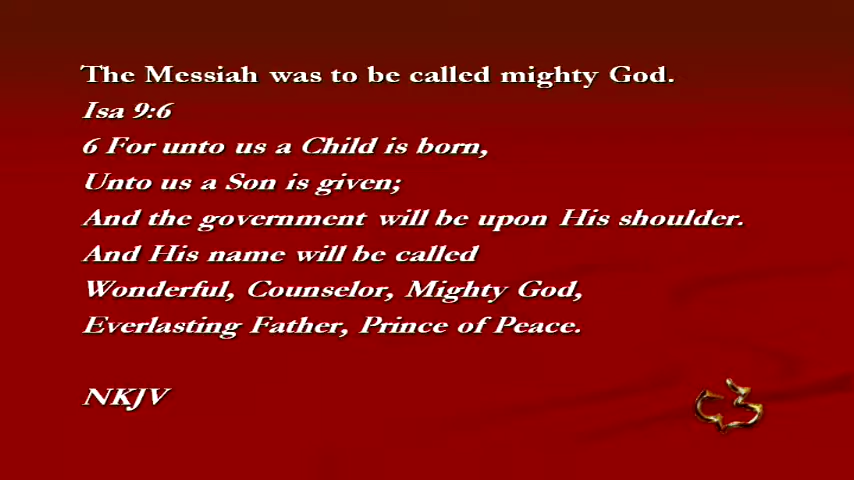 The Messiah was to be called mighty God.
Isa 9:6
6 For unto us a Child is born,
Unto us a Son is given;
And the government will be upon His shoulder.
And His name will be called
Wonderful, Counselor, Mighty God,
Everlasting Father, Prince of Peace.
NKJV